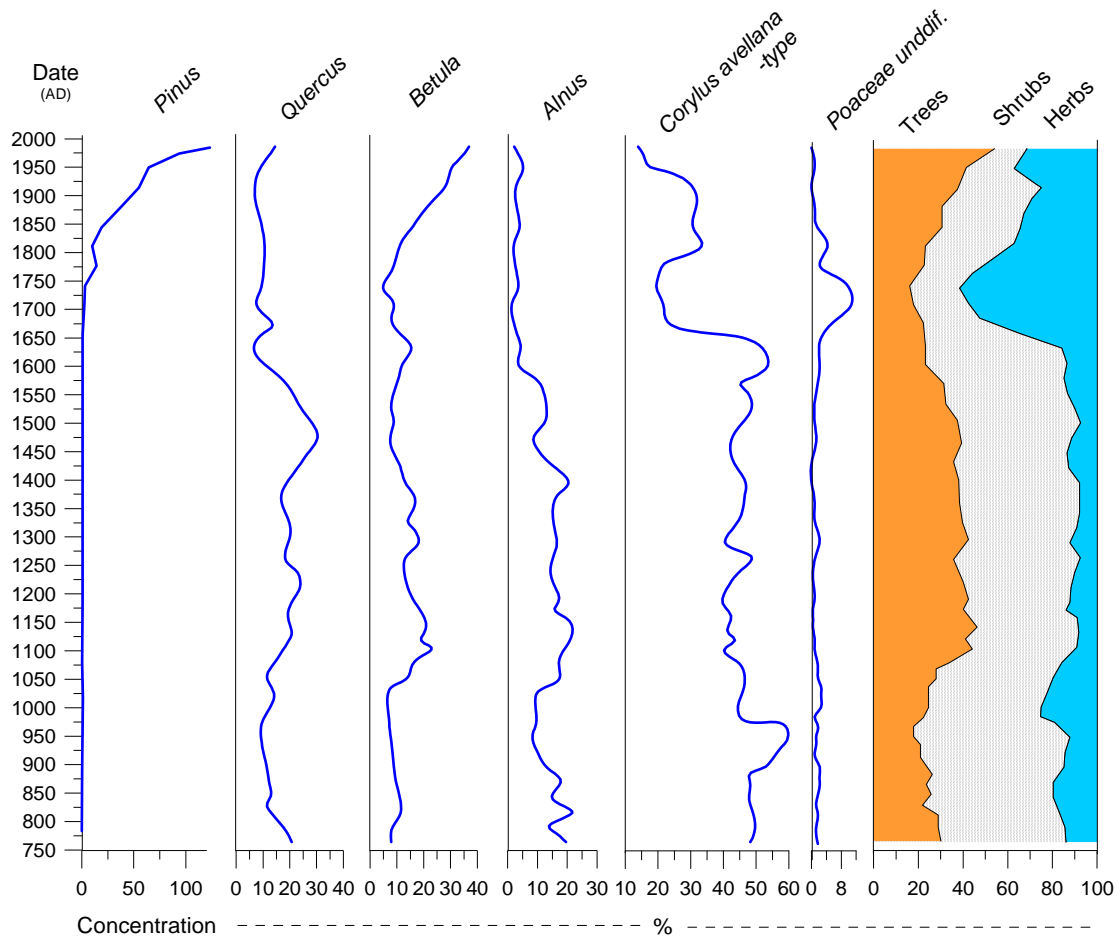 Date
(AD)
Pinus
Quercus
Betula
Alnus
Corylus avellana
-type
Poaceae unddif.
Trees
Shrubs
Herbs
2000
1950
1900
1850
1800
1750
1700
1650
1600
1550
1500
1450
1400
1350
1300
1250
1200
1150
1100
1050
1000
950
900
850
800
750
0 50 100
0 10 20 30 40
0 10 20 30 40
0 10 20 30
10 20 30 40 50 60
0 8
0 20 40 60 80 100
Concentration %